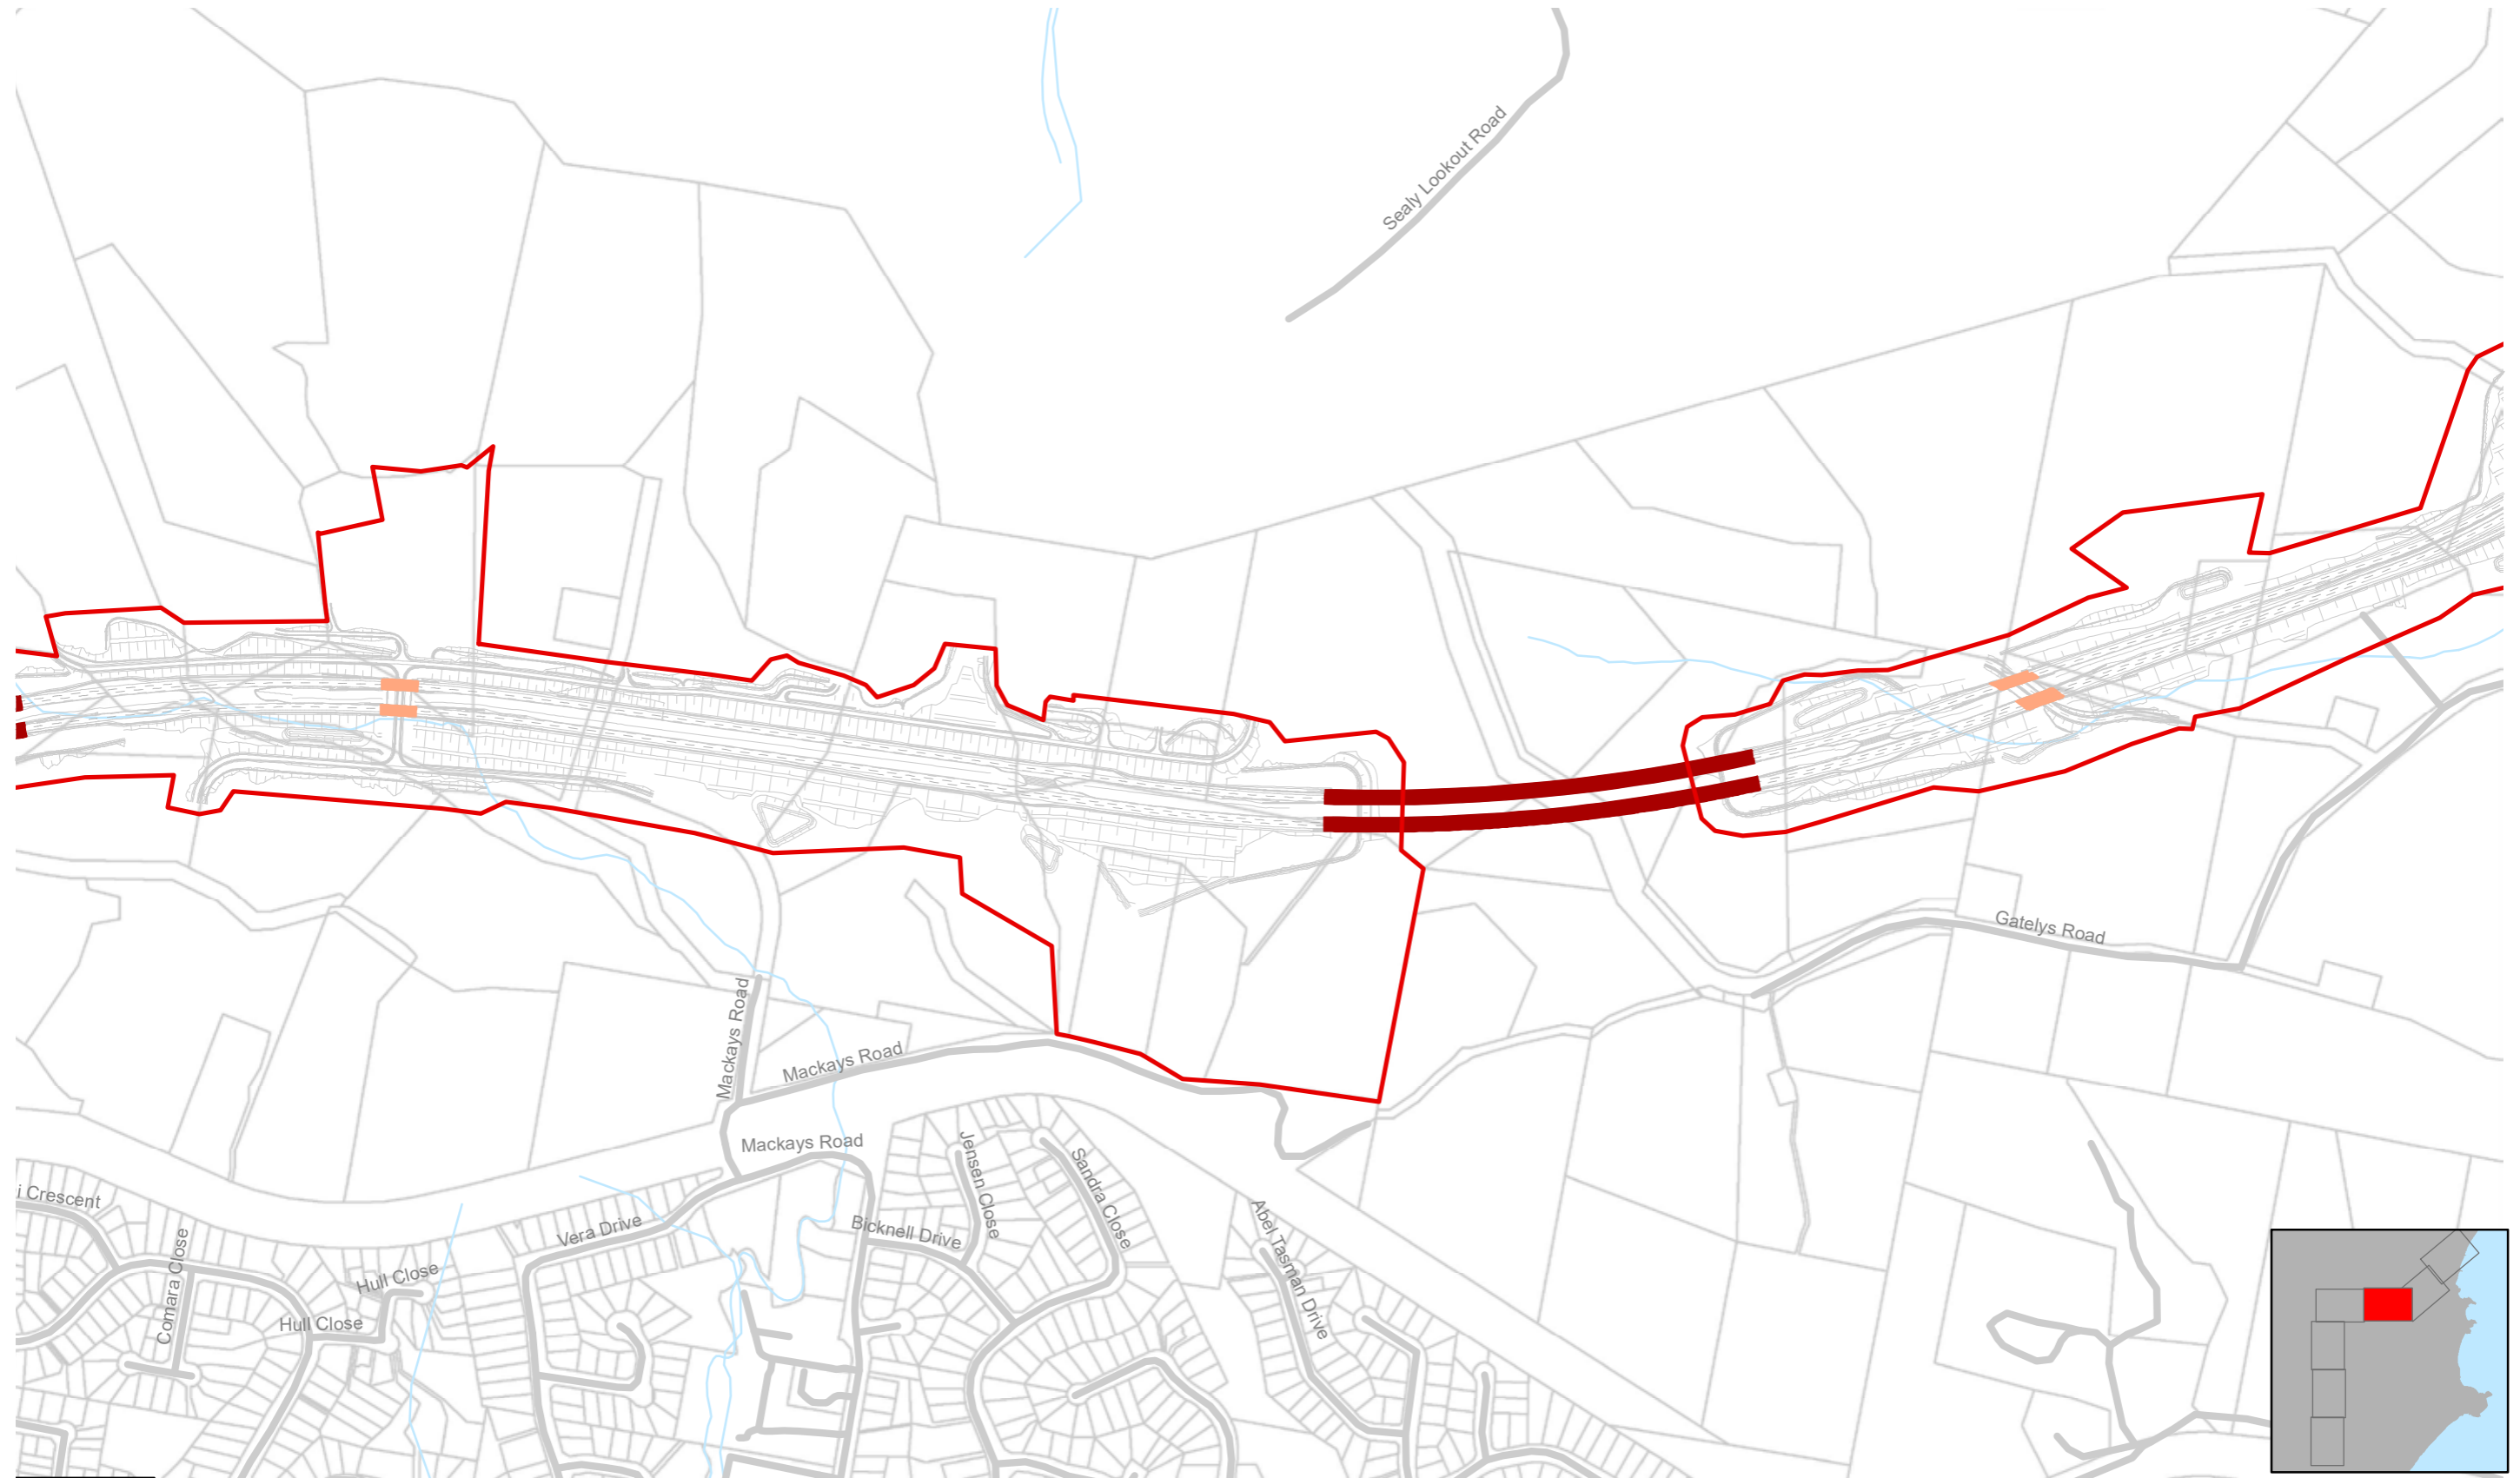 Sealy Lookout Road
Gatelys Road
Mackays Road
Mackays Road
Mackays Road
Jensen Close
Sandra Close
i Crescent
Vera Drive
Bicknell Drive
Abel Tasman Drive
Comara Close
Hull Close
Hull Close